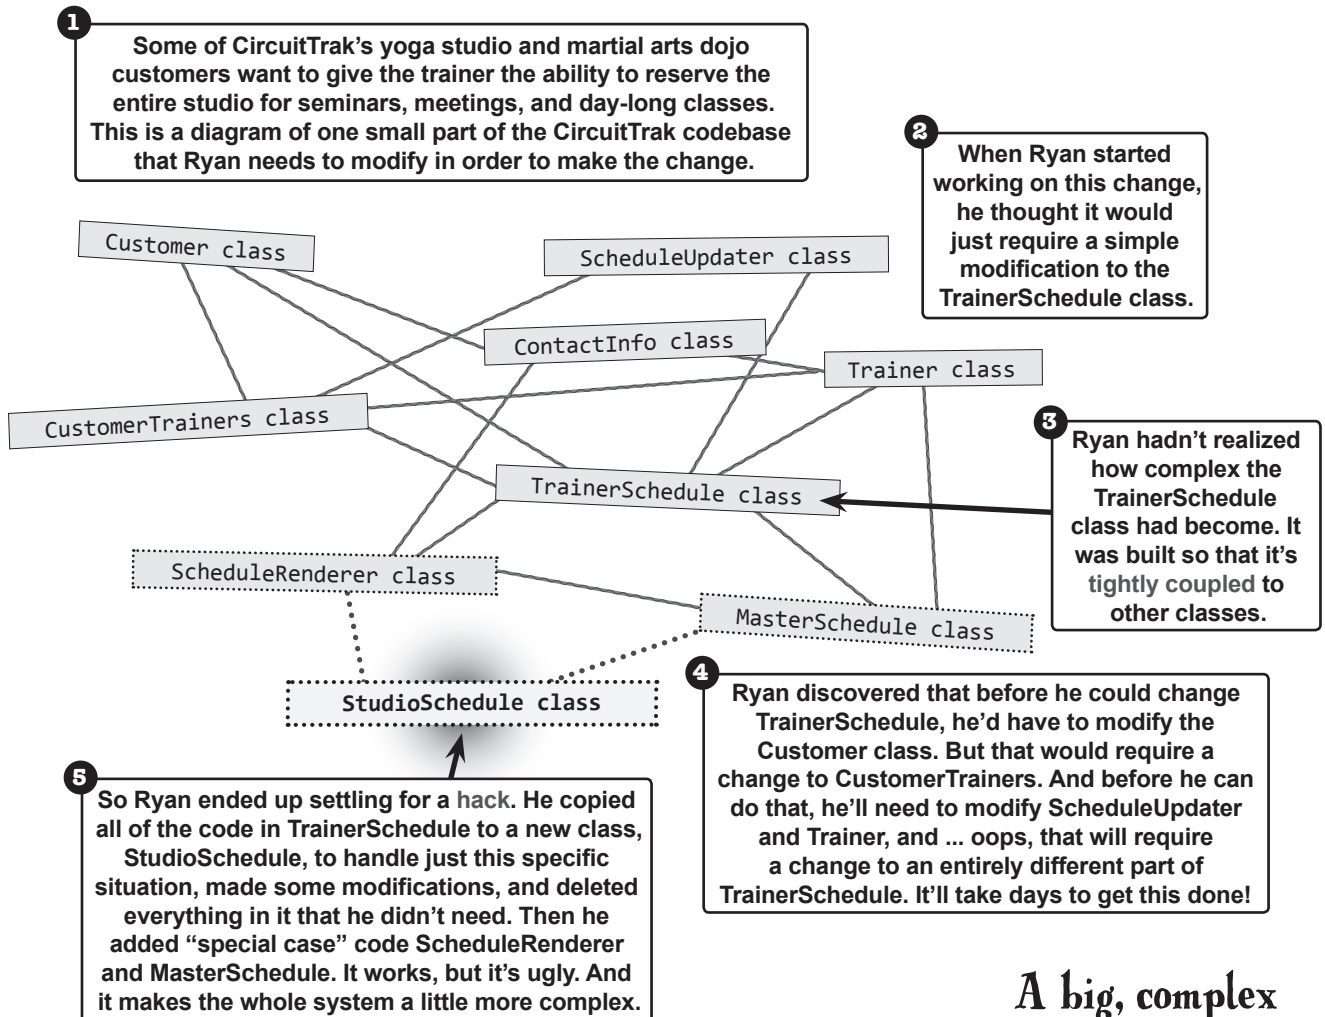 1
Some of CircuitTrak's yoga studio and martial arts dojo
customers want to give the trainer the ability to reserve the
entire studio for seminars, meetings, and day-long classes.
This is a diagram of one small part of the CircuitTrak codebase
that Ryan needs to modify in order to make the change.
2
When Ryan started
working on this change,
he thought it would
just require a simple
modification to the
TrainerSchedule class.
Customer class
ScheduleUpdater class
ContactInfo class
Trainer class
CustomerTrainers class
TrainerSchedule class
3
Ryan hadn't realized
how complex the
TrainerSchedule
class had become. It
was built so that it's
tightly coupled to
other classes.
ScheduleRenderer class
MasterSchedule class
StudioSchedule class
4
Ryan discovered that before he could change
TrainerSchedule, he'd have to modify the
Customer class. But that would require a
change to CustomerTrainers. And before he can
do that, he'll need to modify ScheduleUpdater
and Trainer, and ... oops, that will require
a change to an entirely different part of
TrainerSchedule. It'll take days to get this done!
5
So Ryan ended up settling for a hack. He copied
all of the code in TrainerSchedule to a new class,
StudioSchedule, to handle just this specific
situation, made some modifications, and deleted
everything in it that he didn't need. Then he
added "special case" code ScheduleRenderer
and MasterSchedule. It works, but it's ugly. And
it makes the whole system a little more complex.
A big, complex